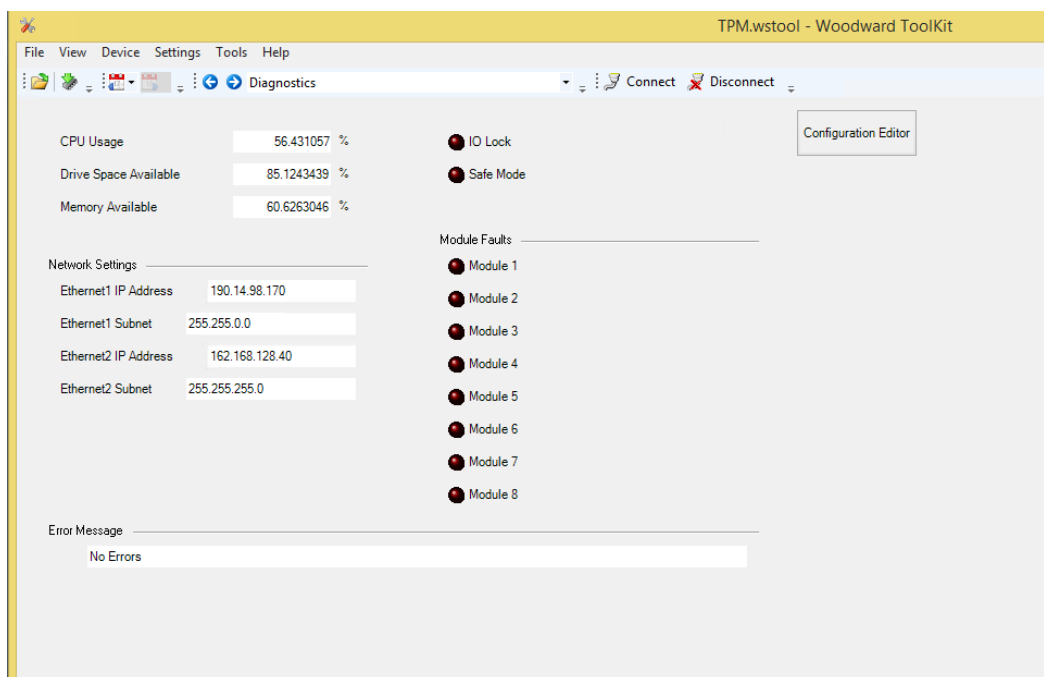 TPM.wstool - Woodward ToolKit
File View Device Settings Tools Help
Diagnostics Connect Disconnect
CPU Usage 56.431057 %
Drive Space Available 85.1243439 %
Memory Available 60.6263046 %
IO Lock
Safe Mode
Configuration Editor
Network Settings
Ethernet1 IP Address 190.14.98.170
Ethernet1 Subnet 255.255.0.0
Ethernet2 IP Address 162.168.128.40
Ethernet2 Subnet 255.255.255.0
Module Faults
Module 1
Module 2
Module 3
Module 4
Module 5
Module 6
Module 7
Module 8
Error Message
No Errors